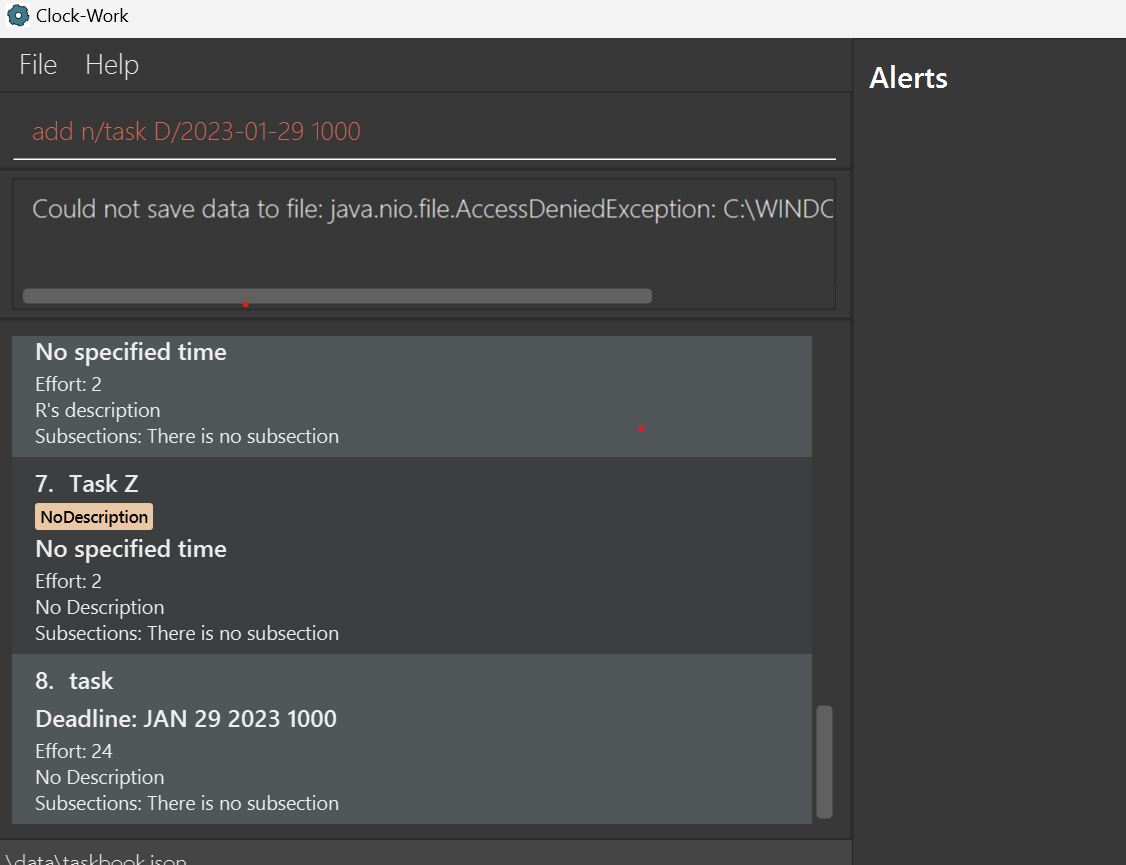 Clock-Work
File Help
Alerts
add n/task D/2023-01-29 1000
Could not save data to file: java.nio.file.AccessDeniedException: C:\WINDO
No specified time
Effort: 2
R's description
Subsections: There is no subsection
7. Task Z
NoDescription
No specified time
Effort: 2
No Description
Subsections: There is no subsection
8. task
Deadline: JAN 29 2023 1000
Effort: 24
No Description
Subsections: There is no subsection
.\data\taskbook.json